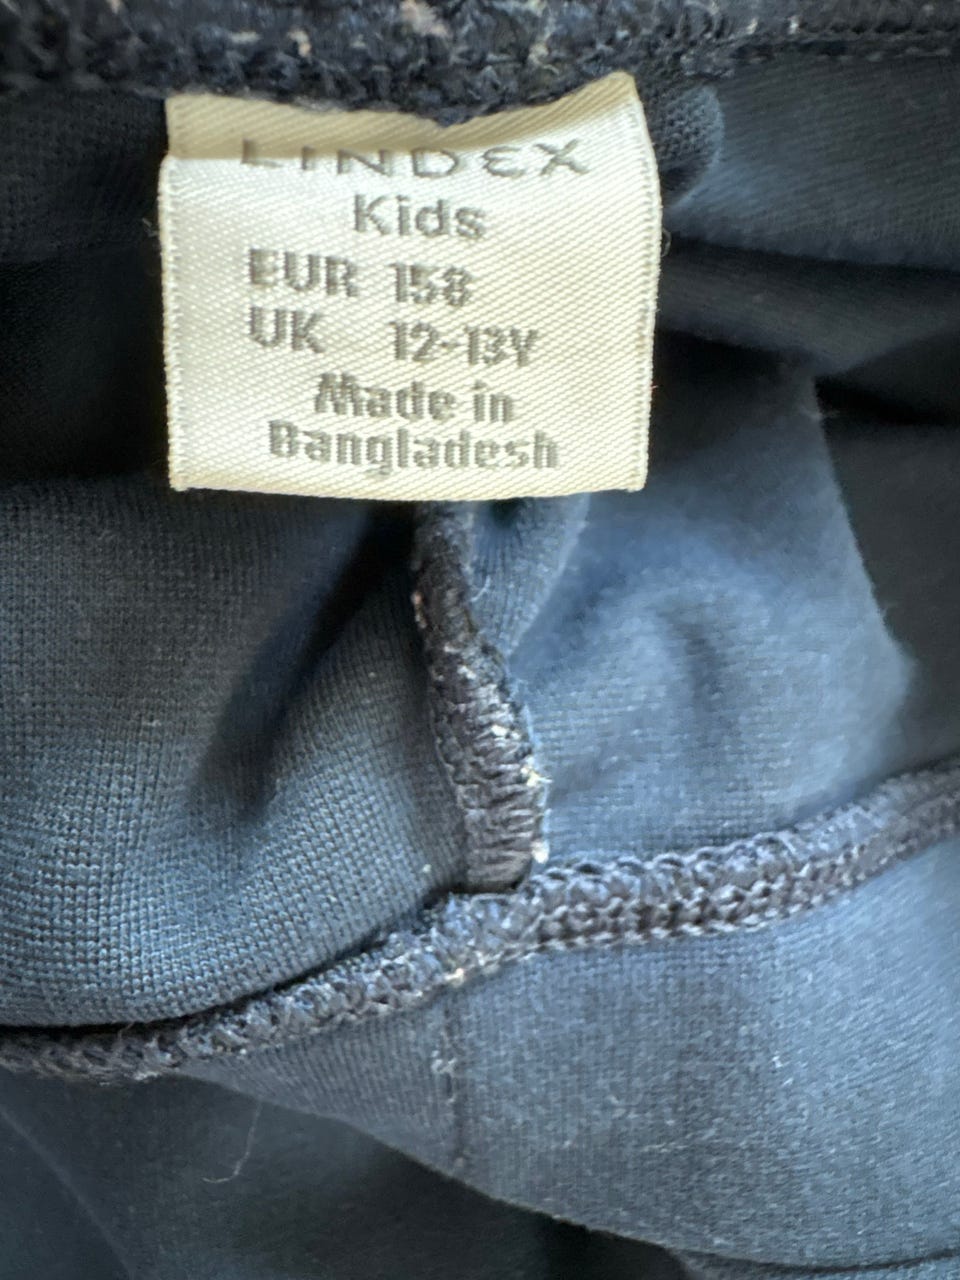 LINDEX
Kids
EUR 158
UK 12-13Y
Made in
Bangladesh